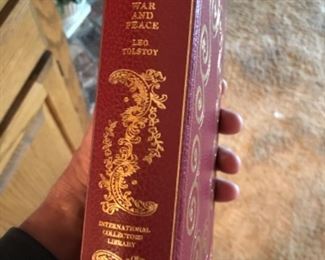 WAR
AND
PEACE
LEO
TOLSTOY
INTERNATIONAL
COLLECTORS
LIBRARY